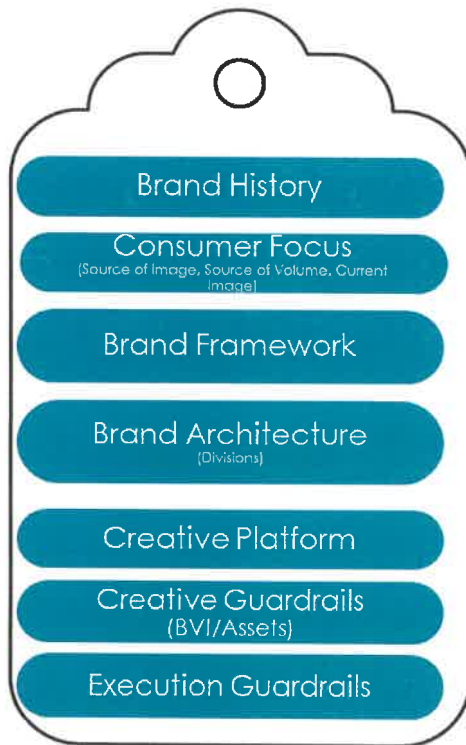 Brand History
Consumer Focus
(Source of Image, Source of Volume, Current
Image)
Brand Framework
Brand Architecture
(Divisions)
Creative Platform
Creative Guardrails
(BVI/Assets)
Execution Guardrails